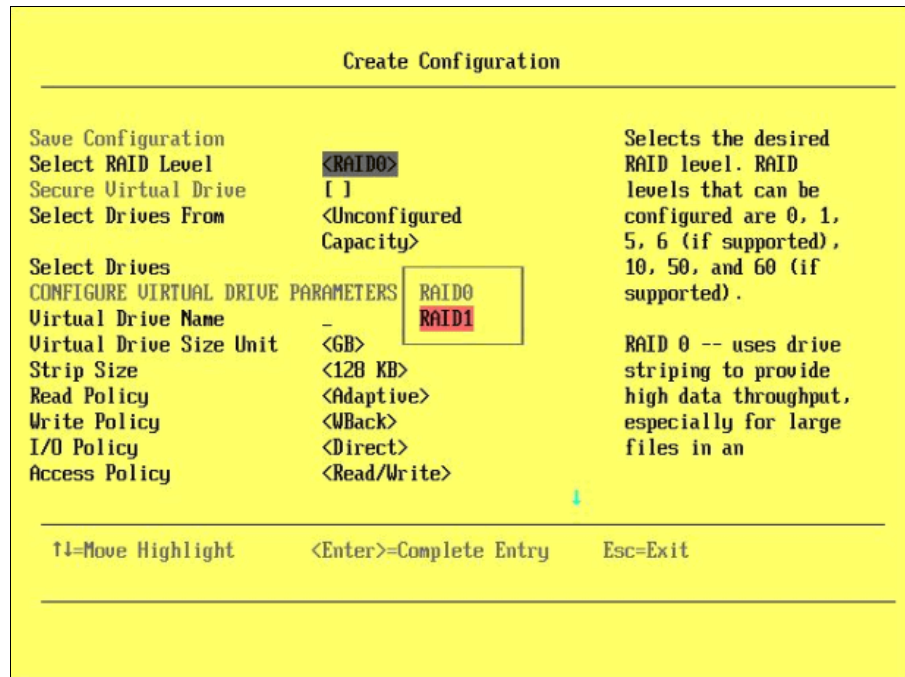 Create Configuration
Save Configuration
Select RAID Level <RAID0>
Secure Virtual Drive [ ]
Select Drives From <Unconfigured
Capacity>
Select Drives
CONFIGURE VIRTUAL DRIVE PARAMETERS
Virtual Drive Name _
Virtual Drive Size Unit <GB>
Strip Size <128 KB>
Read Policy <Adaptive>
Write Policy <WBack>
I/O Policy <Direct>
Access Policy <Read/Write>
RAID0
RAID1
Selects the desired
RAID level. RAID
levels that can be
configured are 0, 1,
5, 6 (if supported),
10, 50, and 60 (if
supported).
RAID 0 -- uses drive
striping to provide
high data throughput,
especially for large
files in an
↓
↑↓=Move Highlight <Enter>=Complete Entry Esc=Exit